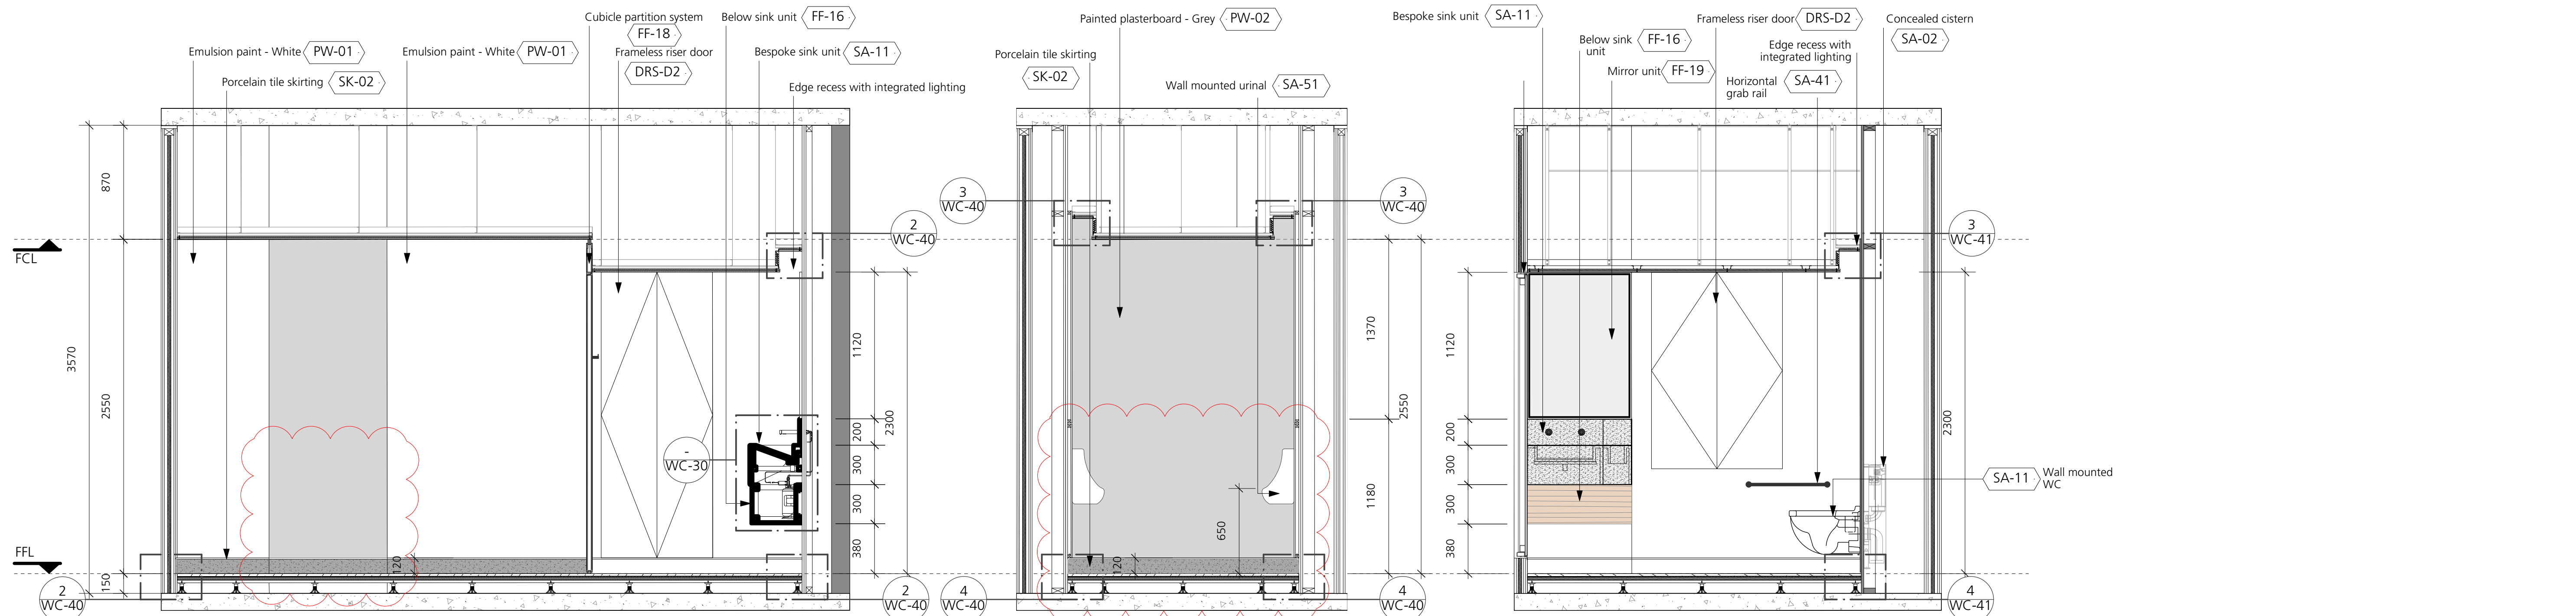 Emulsion paint - White PW-01
Porcelain tile skirting SK-02
Emulsion paint - White PW-01
Cubicle partition system
FF-18
Frameless riser door
DRS-D2
Below sink unit FF-16
Bespoke sink unit SA-11
Edge recess with integrated lighting
870
3570
2550
150
FCL
FFL
120
2
WC-40
-
WC-30
2
WC-40
2
WC-40
1120
200
300
300
380
2300
Painted plasterboard - Grey PW-02
Porcelain tile skirting
SK-02
Wall mounted urinal SA-51
3
WC-40
3
WC-40
1370
2550
1180
650
120
4
WC-40
4
WC-40
Bespoke sink unit SA-11
Below sink
unit
FF-16
Mirror unit FF-19
Frameless riser door DRS-D2
Concealed cistern
SA-02
Edge recess with
integrated lighting
Horizontal
grab rail
SA-41
3
WC-41
1120
200
300
300
380
2300
SA-11
Wall mounted
WC
4
WC-41